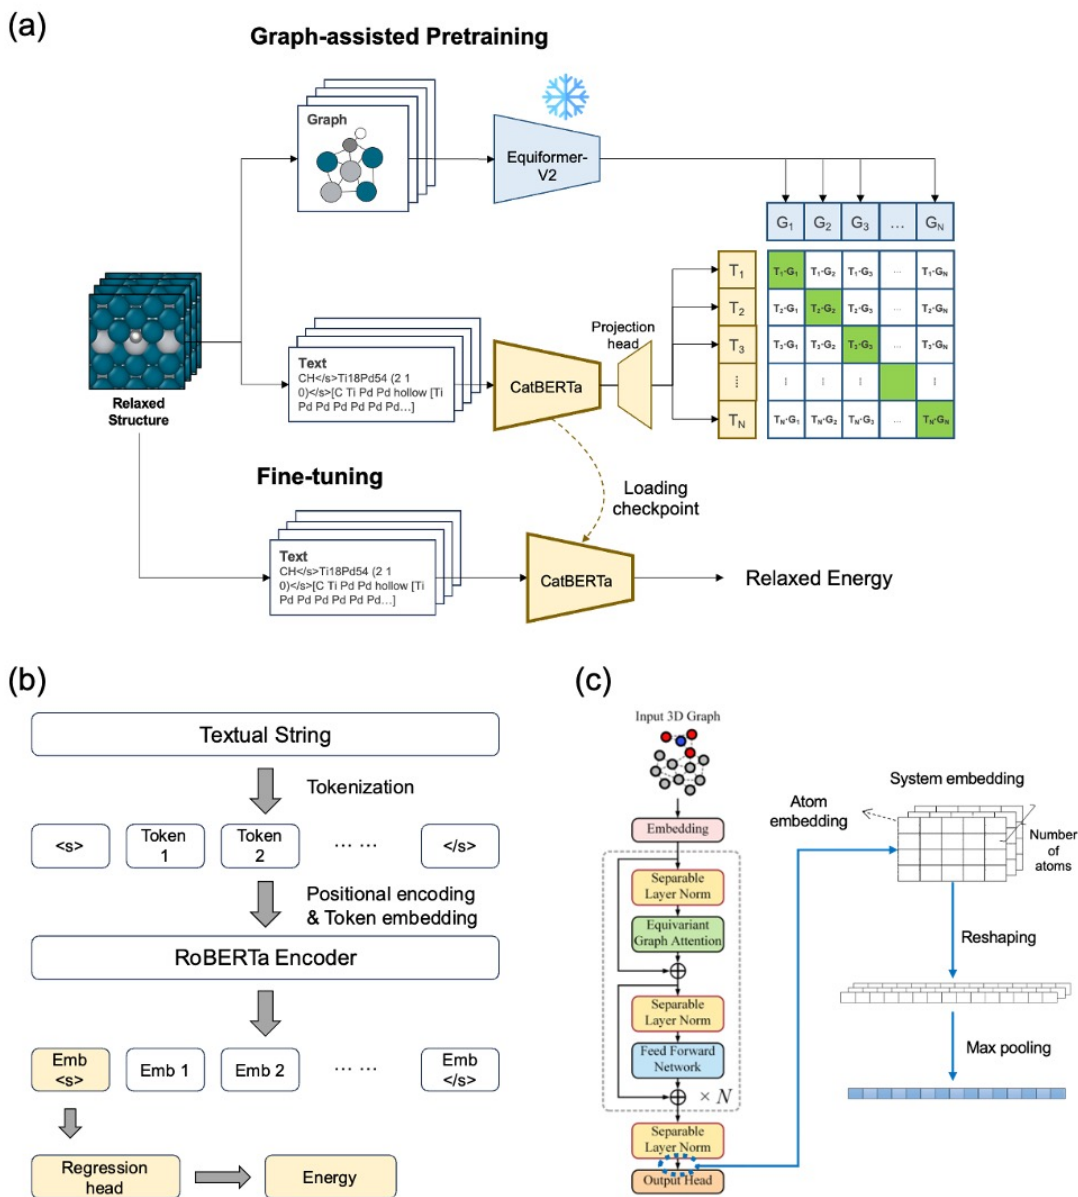 (a)
Graph-assisted Pretraining
Graph
Equiformer-
V2
G1 G2 G3 ... GN
Relaxed
Structure
Text
CH</s>Ti18Pd54 (2 1
0)</s>[C Ti Pd Pd hollow [Ti
Pd Pd Pd Pd Pd Pd...]
CatBERTa
Projection
head
T1 T1·G1 T1·G2 T1·G3 ... T1·GN
T2 T2·G1 T2·G2 T2·G3 ... T2·GN
T3 T3·G1 T3·G2 T3·G3 ... T3·GN
⋮ ⋮ ⋮ ⋮ ⋮
TN TN·G1 TN·G2 TN·G3 ... TN·GN
Fine-tuning
Loading
checkpoint
Text
CH</s>Ti18Pd54 (2 1
0)</s>[C Ti Pd Pd hollow [Ti
Pd Pd Pd Pd Pd Pd...]
CatBERTa
Relaxed Energy
(b)
Textual String
Tokenization
<s>
Token
1
Token
2
... ...
</s>
Positional encoding
& Token embedding
RoBERTa Encoder
Emb
<s>
Emb 1
Emb 2
... ...
Emb
</s>
Regression
head
Energy
(c)
Input 3D Graph
Embedding
Separable
Layer Norm
Equivariant
Graph Attention
Separable
Layer Norm
Feed Forward
Network
× N
Separable
Layer Norm
Output Head
System embedding
Atom
embedding
Number
of
atoms
Reshaping
Max pooling